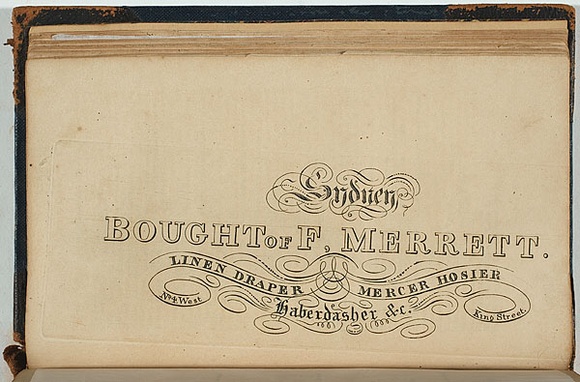 Sydney
BOUGHT OF F, MERRETT.
LINEN DRAPER MERCER HOSIER
Haberdasher &c.
No. 4 West King Street.